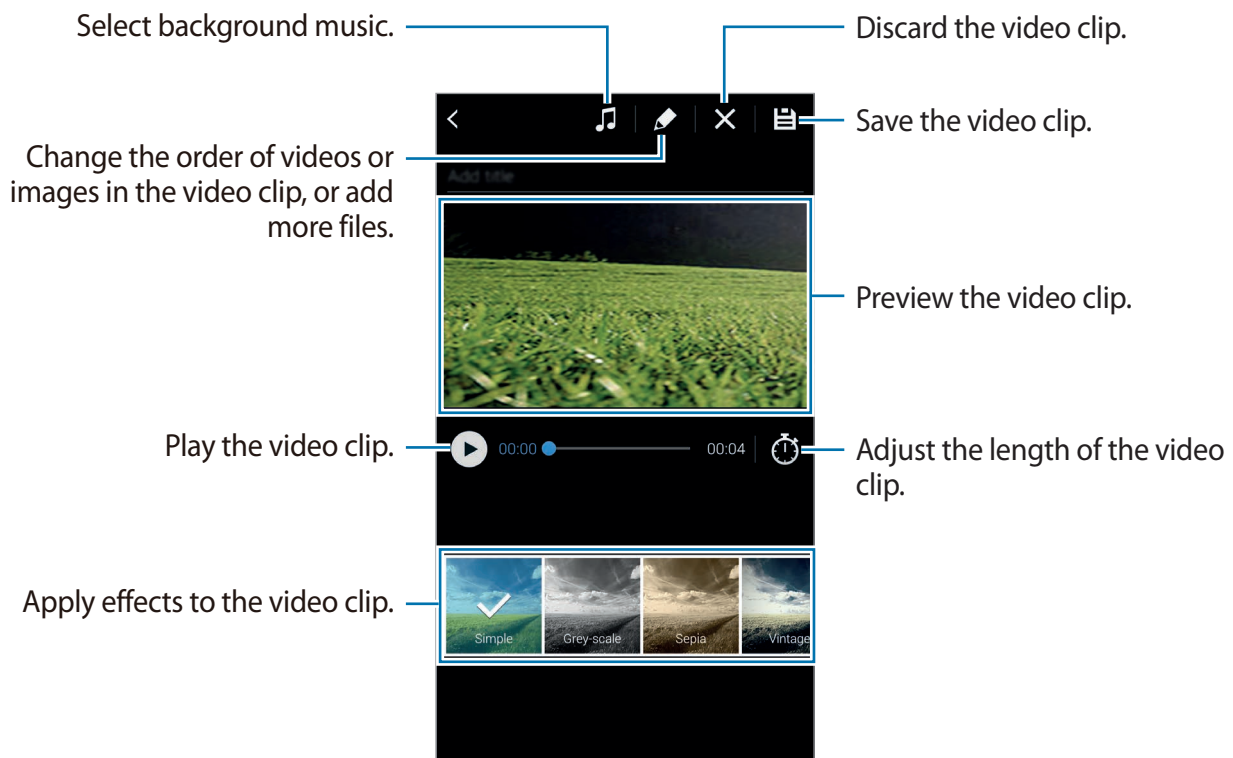 Select background music.
Discard the video clip.
Save the video clip.
Change the order of videos or
images in the video clip, or add
more files.
Add title
Preview the video clip.
Play the video clip.
00:00
00:04
Adjust the length of the video
clip.
Apply effects to the video clip.
Simple
Grey-scale
Sepia
Vintage